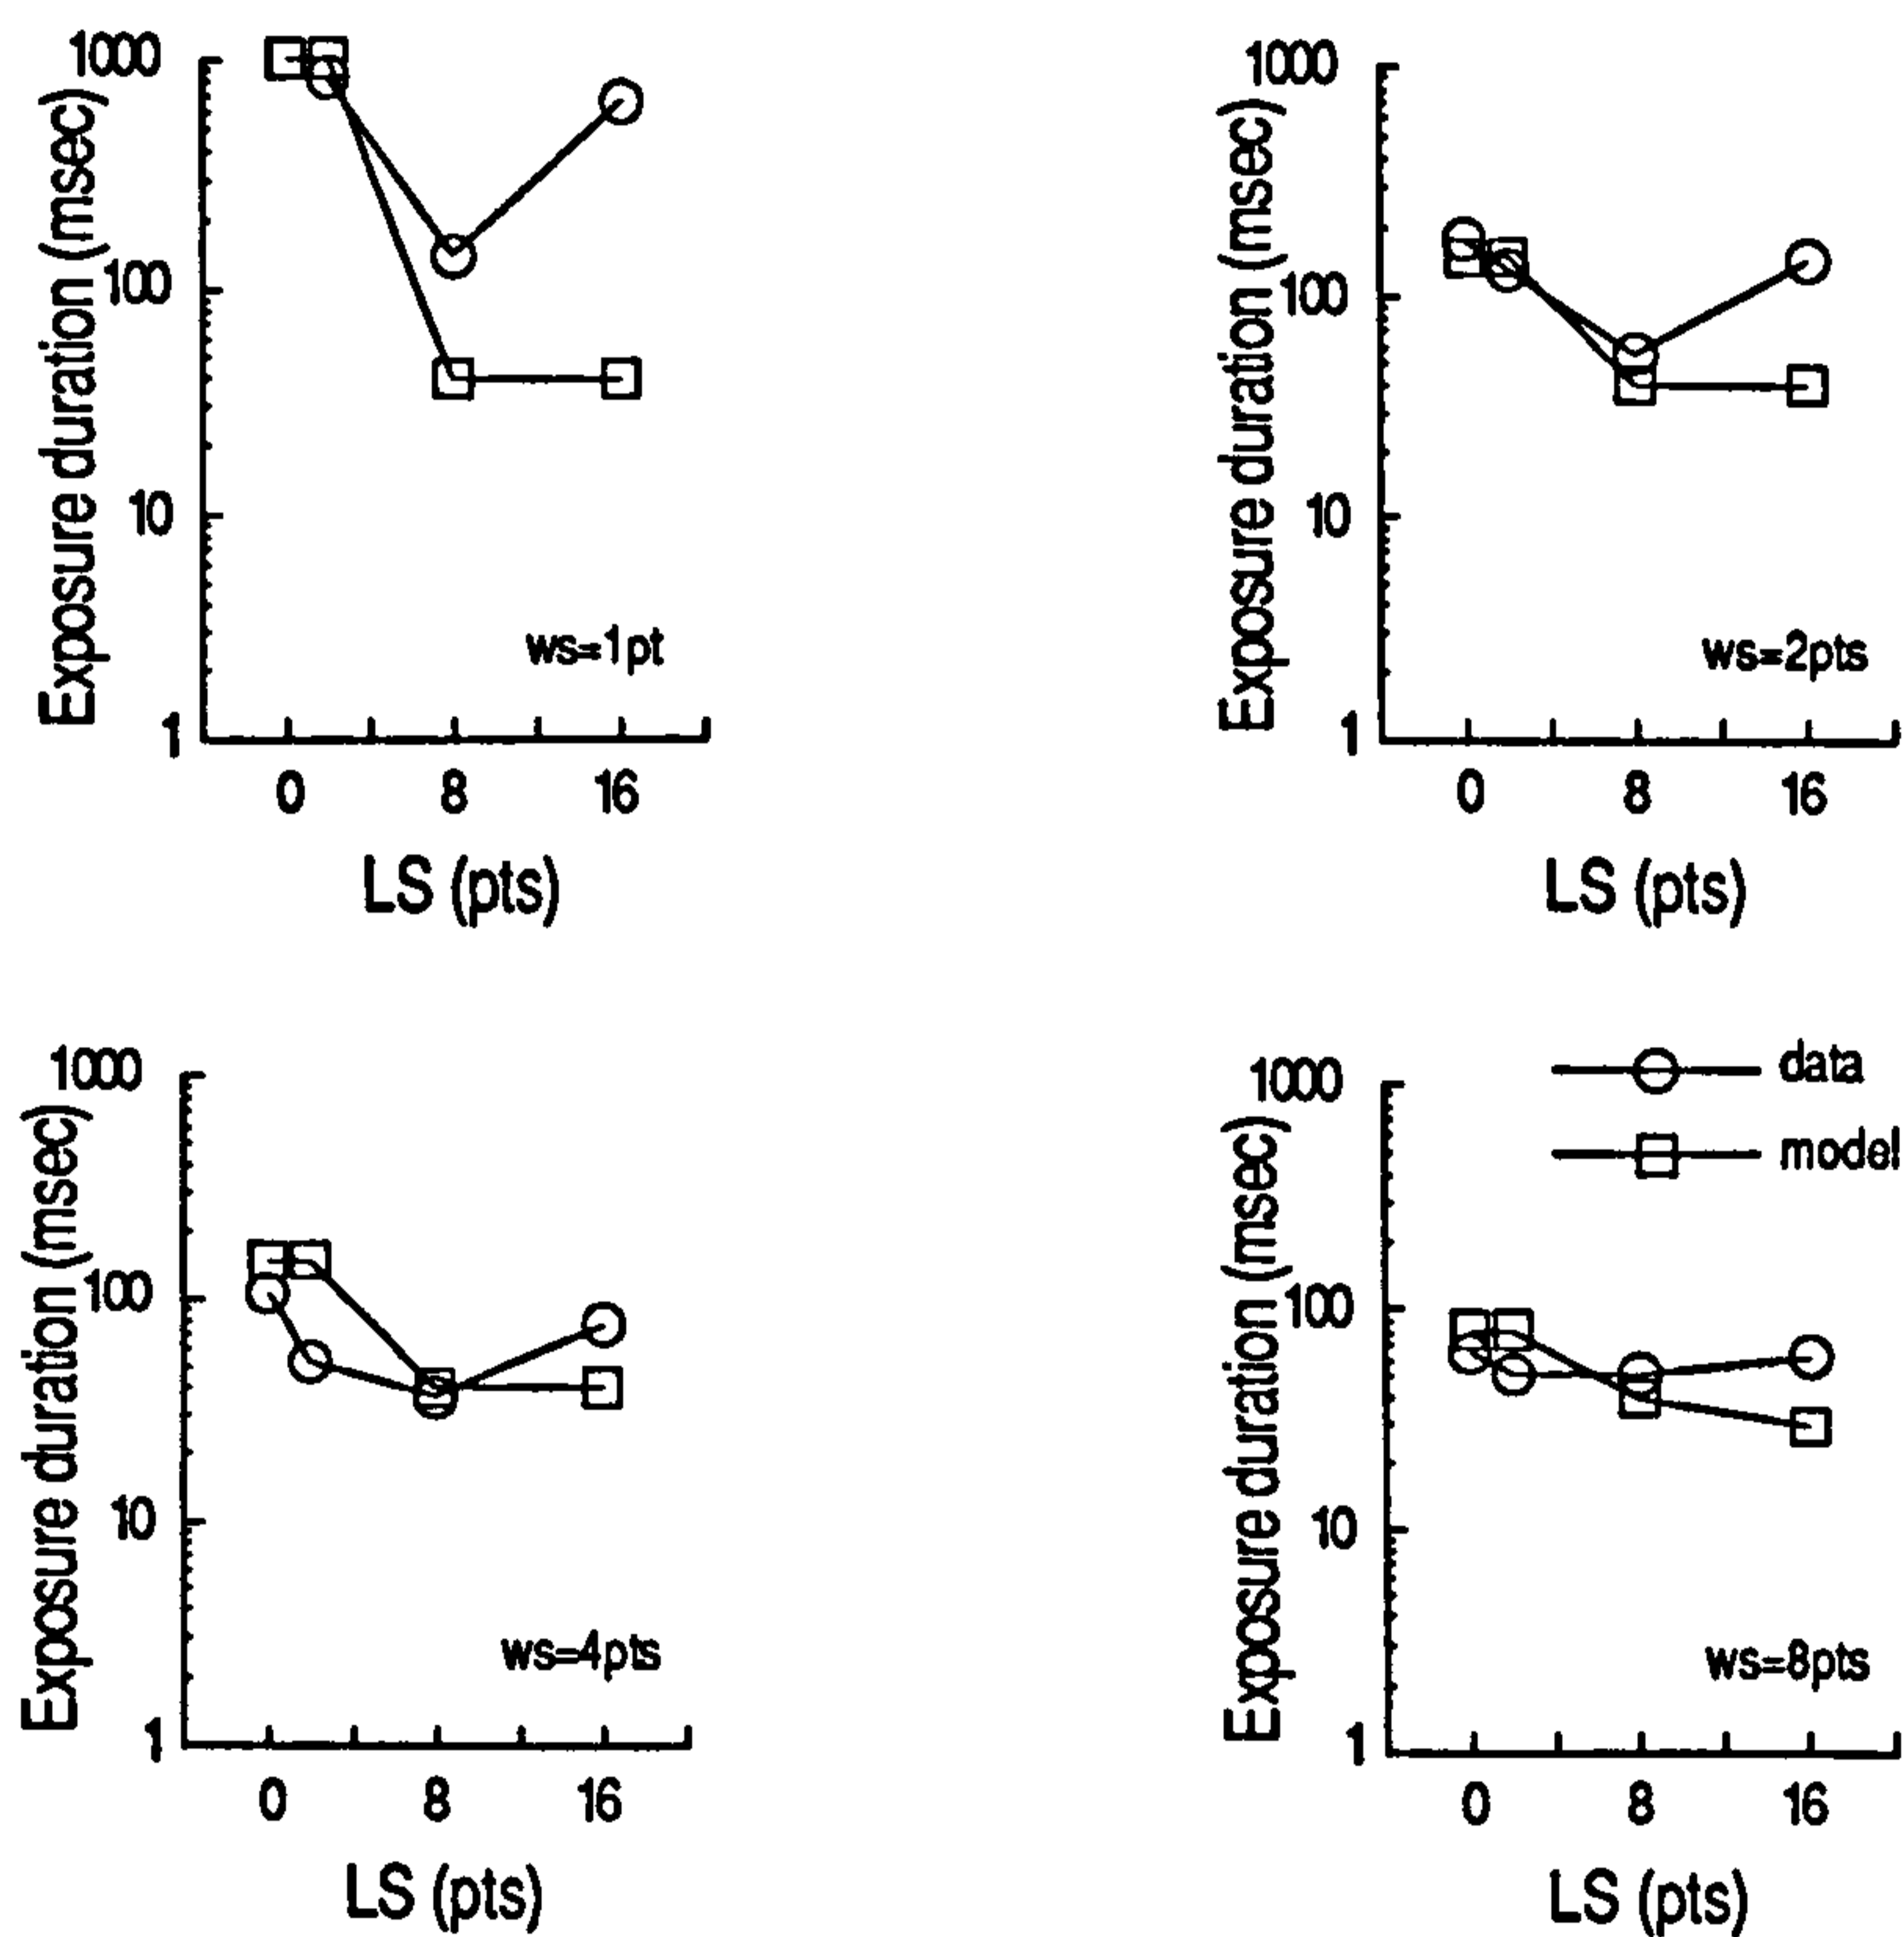 1000
100
10
1
Exposure duration (msec)
ws=1pt
0 8 16
LS (pts)
1000
100
10
1
Exposure duration (msec)
ws=2pts
0 8 16
LS (pts)
1000
100
10
1
Exposure duration (msec)
ws=4pts
0 8 16
LS (pts)
1000
100
10
1
Exposure duration (msec)
data
model
ws=8pts
0 8 16
LS (pts)